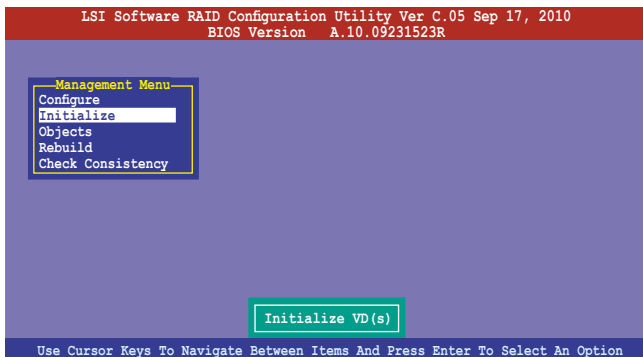 LSI Software RAID Configuration Utility Ver C.05 Sep 17, 2010
BIOS Version A.10.09231523R
Management Menu
Configure
Initialize
Objects
Rebuild
Check Consistency
Initialize VD(s)
Use Cursor Keys To Navigate Between Items And Press Enter To Select An Option